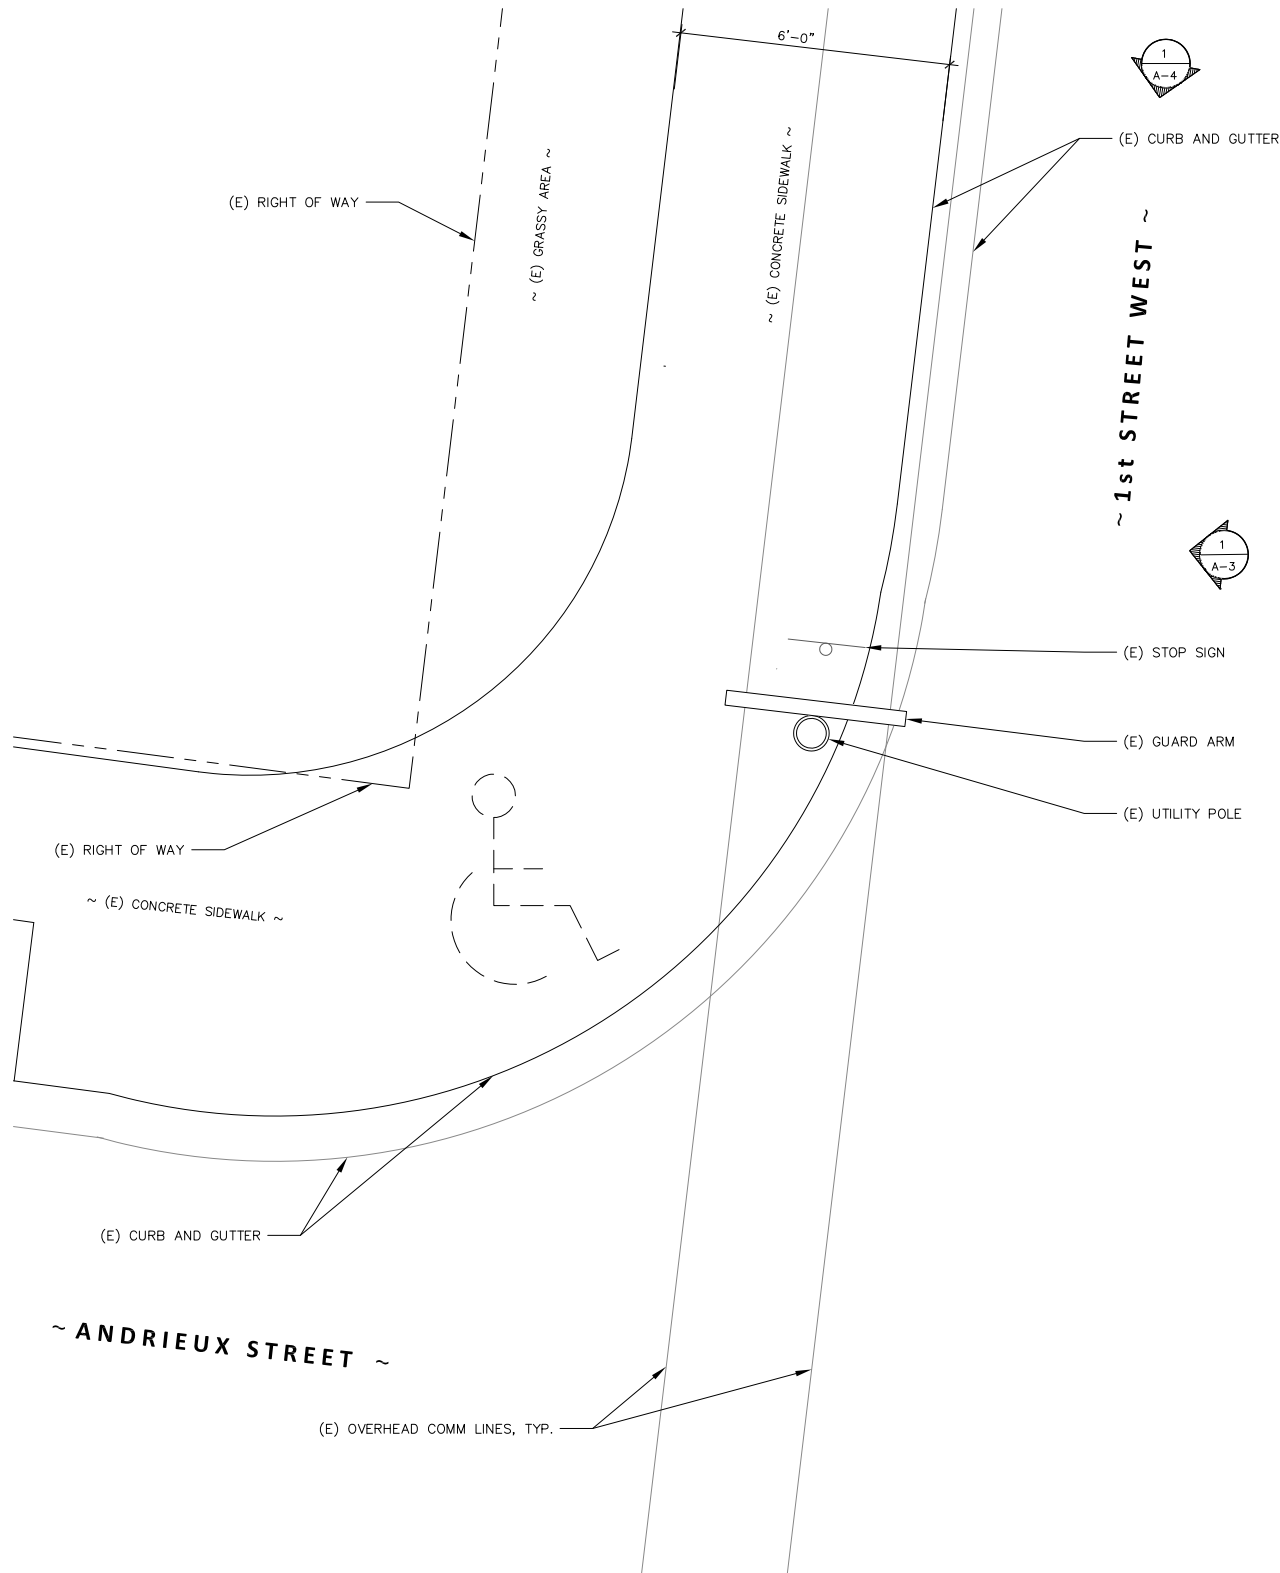 6'-0"
1
A-4
(E) CURB AND GUTTER
~ (E) CONCRETE SIDEWALK ~
~ (E) GRASSY AREA ~
(E) RIGHT OF WAY
~ 1st STREET WEST ~
1
A-3
(E) STOP SIGN
(E) GUARD ARM
(E) UTILITY POLE
(E) RIGHT OF WAY
~ (E) CONCRETE SIDEWALK ~
(E) CURB AND GUTTER
~ ANDRIEUX STREET ~
(E) OVERHEAD COMM LINES, TYP.